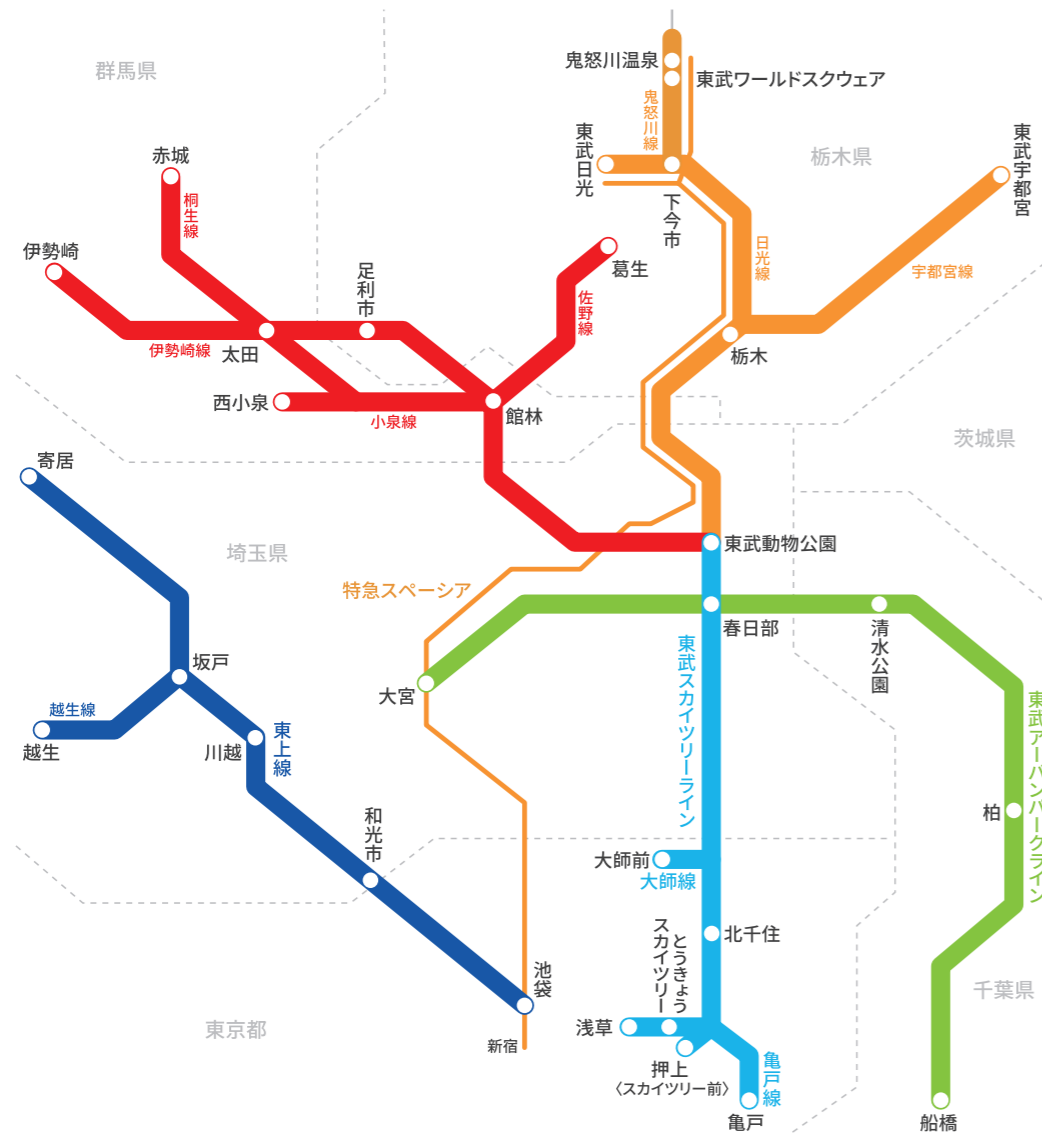 鬼怒川温泉
東武ワールドスクウェア
群馬県
鬼怒川線
東武日光
東武宇都宮
栃木県
赤城
桐生線
下今市
伊勢崎
足利市
葛生
日光線
宇都宮線
佐野線
伊勢崎線
太田
栃木
西小泉
小泉線
館林
茨城県
寄居
埼玉県
東武動物公園
特急スペーシア
春日部
清水公園
坂戸
東武スカイツリーライン
大宮
越生線
越生
川越
東上線
東武アーバンパークライン
和光市
柏
大師前
大師線
北千住
とうきょう
スカイツリー
池袋
千葉県
東京都
新宿
浅草
押上
〈スカイツリー前〉
亀戸線
亀戸
船橋